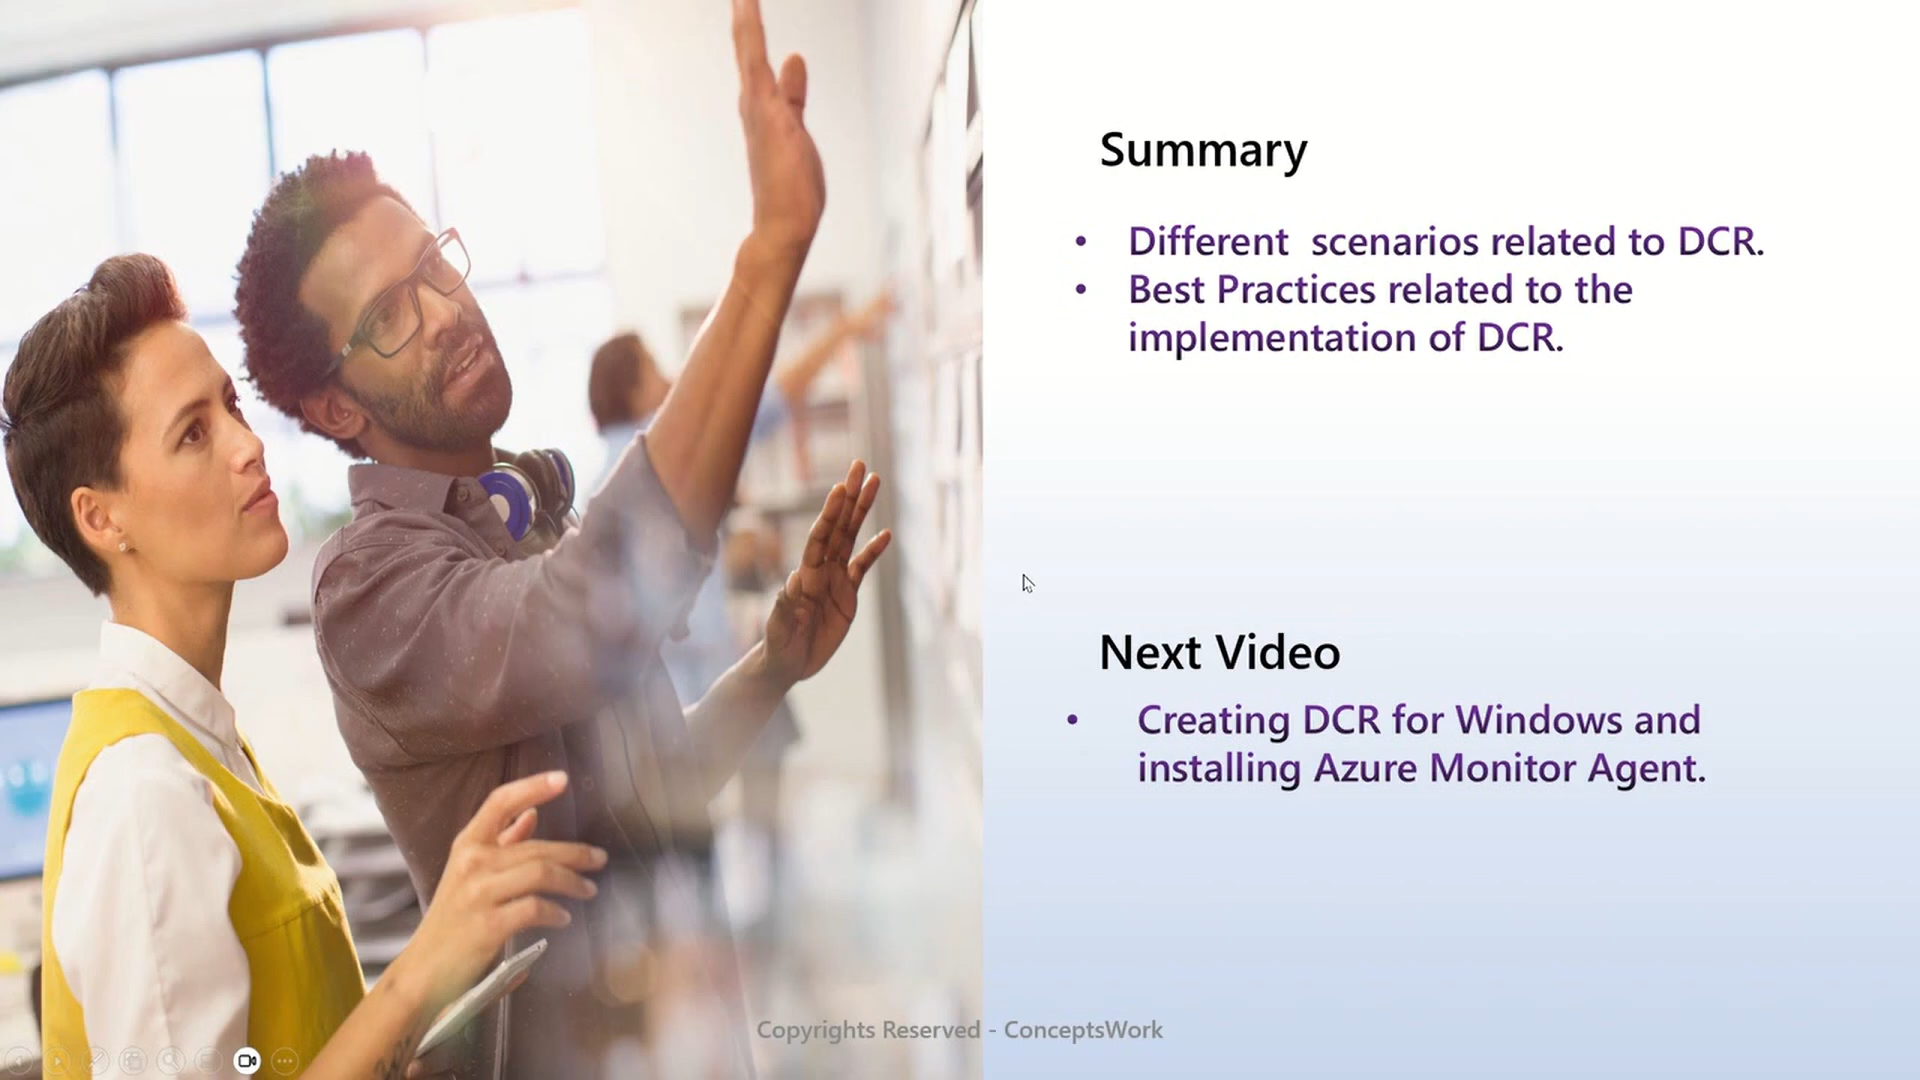 Summary
• Different  scenarios related to DCR.
• Best Practices related to the
implementation of DCR.
Next Video
• Creating DCR for Windows and
installing Azure Monitor Agent.
Copyrights Reserved - ConceptsWork